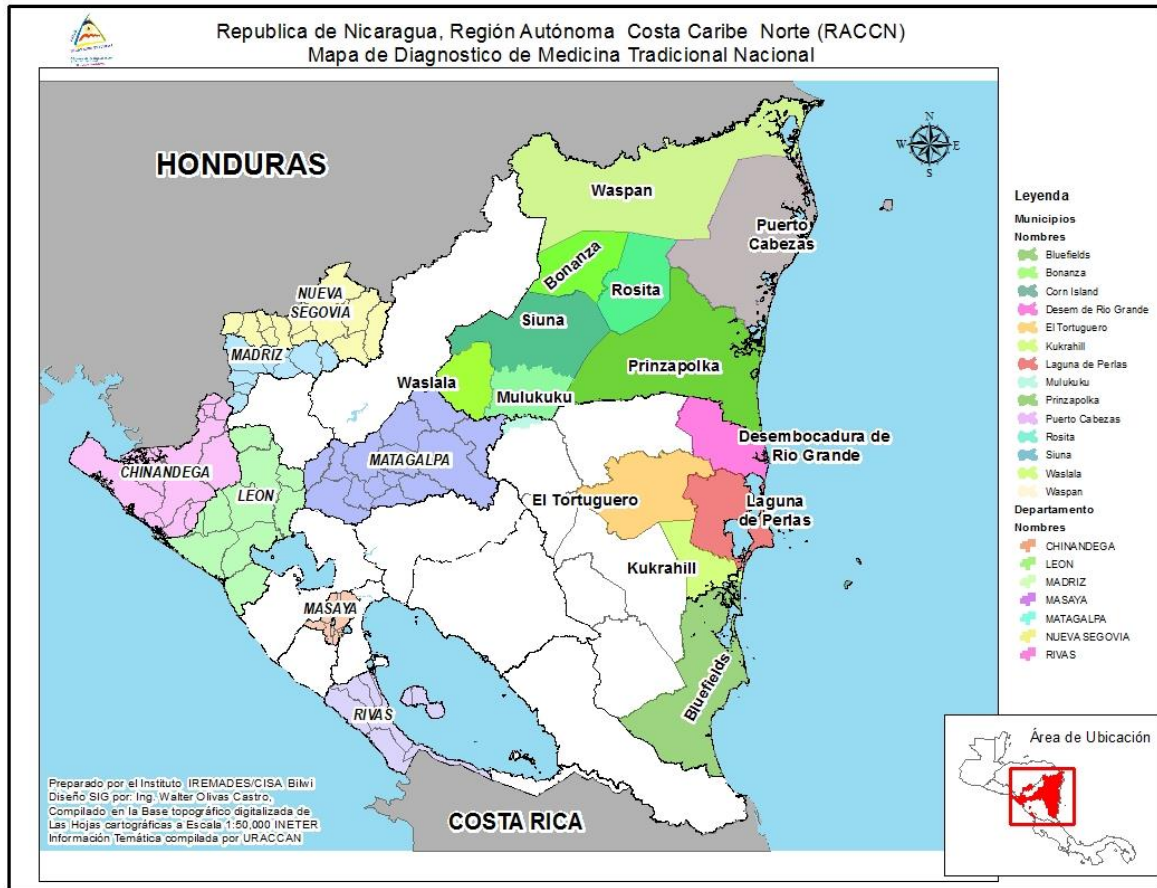 Republica de Nicaragua, Región Autónoma Costa Caribe Norte (RACCN)
Mapa de Diagnostico de Medicina Tradicional Nacional
HONDURAS
N
W
E
S
Waspan
Puerto
Cabezas
Bonanza
Rosita
NUEVA
SEGOVIA
Siuna
MADRIZ
Prinzapolka
Waslala
Mulukuku
Desembocadura de
Rio Grande
MATAGALPA
CHINANDEGA
LEON
El Tortuguero
Laguna
de Perlas
Kukrahill
MASAYA
Bluefields
RIVAS
COSTA RICA
Preparado por el Instituto IREMADES/CISA Bilwi
Diseño SIG por: Ing. Walter Olivas Castro,
Compilado en la Base topográfico digitalizada de
Las Hojas cartográficas a Escala 1:50,000 INETER
Información Temática compilada por URACCAN
Leyenda
Municipios
Nombres
Bluefields
Bonanza
Corn Island
Desem de Rio Grande
El Tortuguero
Kukrahill
Laguna de Perlas
Mulukuku
Prinzapolka
Puerto Cabezas
Rosita
Siuna
Waslala
Waspan
Departamento
Nombres
CHINANDEGA
LEON
MADRIZ
MASAYA
MATAGALPA
NUEVA SEGOVIA
RIVAS
Área de Ubicación